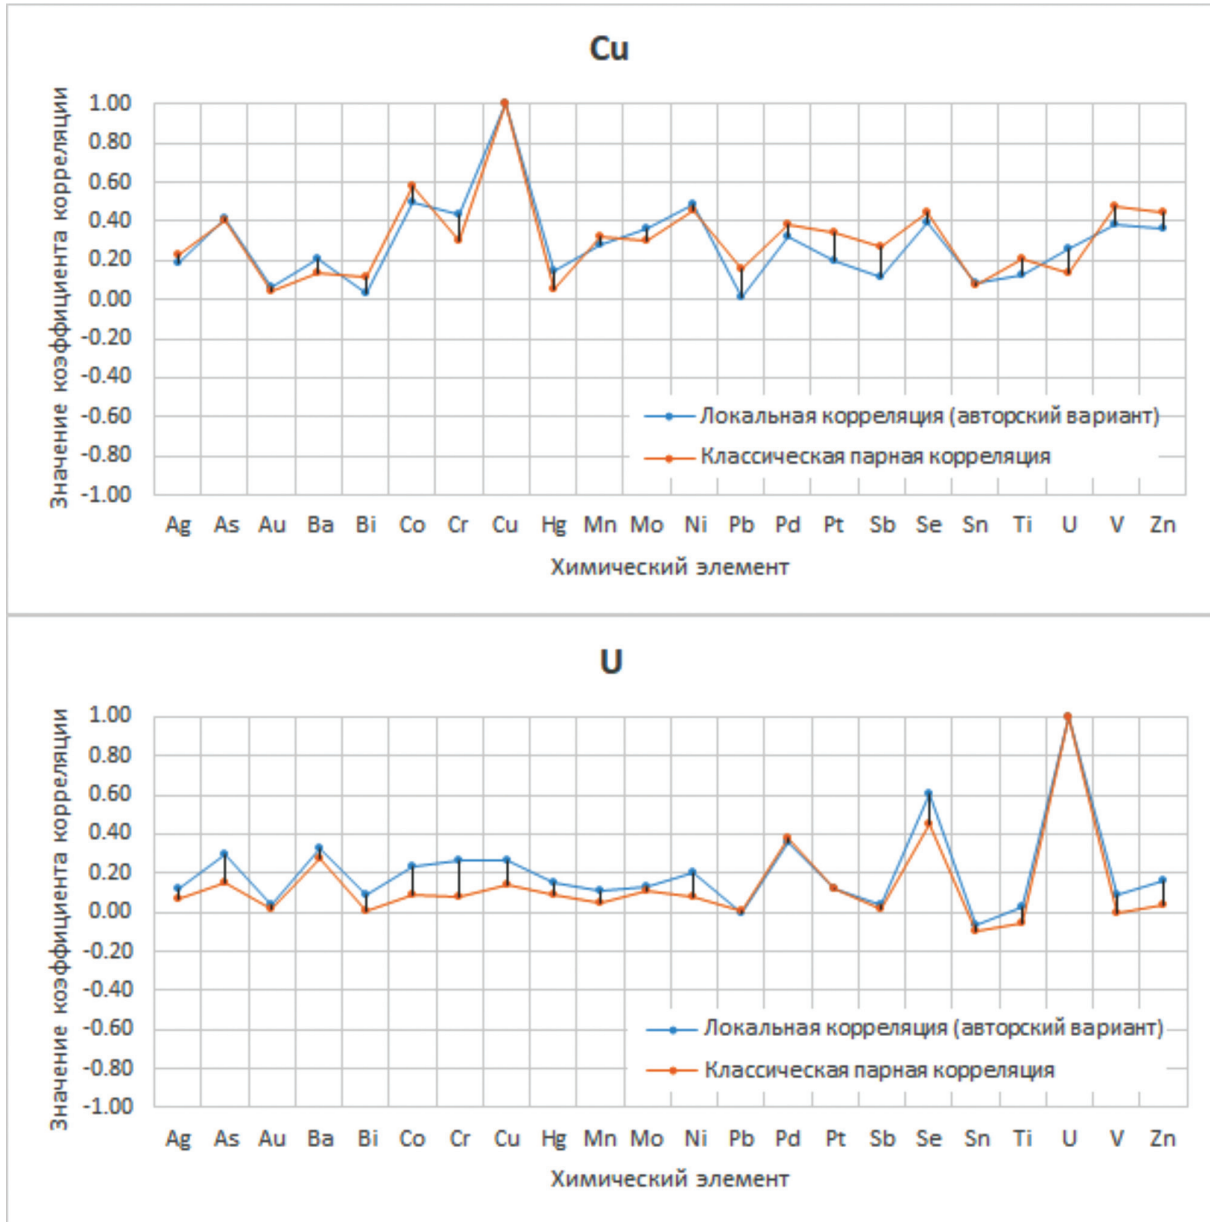 Cu
Значение коэффициента корреляции
1.00
0.80
0.60
0.40
0.20
0.00
-0.20
-0.40
-0.60
-0.80
-1.00
Локальная корреляция (авторский вариант)
Классическая парная корреляция
Ag As Au Ba Bi Co Cr Cu Hg Mn Mo Ni Pb Pd Pt Sb Se Sn Ti U V Zn
Химический элемент
U
Значение коэффициента корреляции
1.00
0.80
0.60
0.40
0.20
0.00
-0.20
-0.40
-0.60
-0.80
-1.00
Локальная корреляция (авторский вариант)
Классическая парная корреляция
Ag As Au Ba Bi Co Cr Cu Hg Mn Mo Ni Pb Pd Pt Sb Se Sn Ti U V Zn
Химический элемент